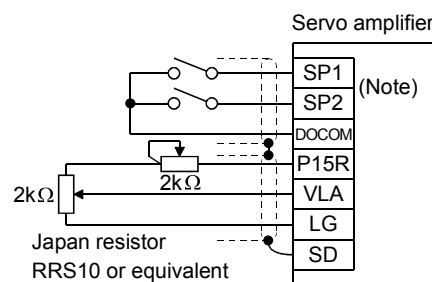 Servo amplifier
SP1
(Note)
SP2
DOCOM
P15R
2kΩ
VLA
2kΩ
LG
Japan resistor
RRS10 or equivalent
SD